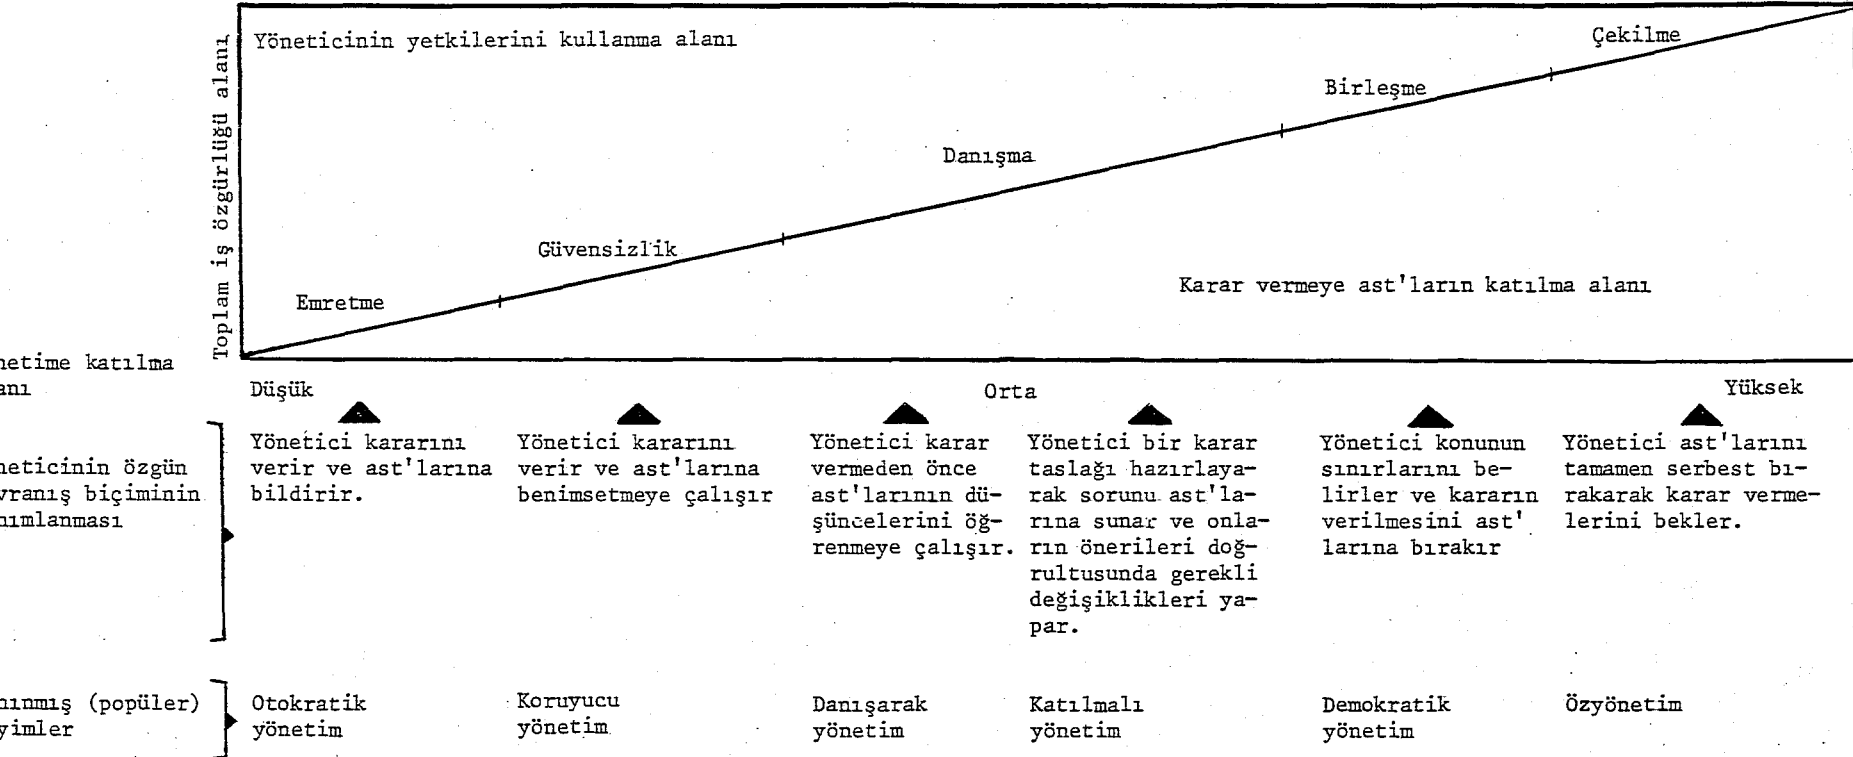 Yöneticinin yetkilerini kullanma alanı
Çekilme
Birleşme
Danışma
Güvensizlik
Emretme
Karar vermeye ast'ların katılma alanı
Toplam iş özgürlüğü alanı
netime katılma
anı
Düşük
Orta
Yüksek
neticinin özgün
vranış biçiminin
nımlanması
Yönetici kararını
verir ve ast'larına
bildirir.
Yönetici kararını
verir ve ast'larına
benimsetmeye çalışır
Yönetici karar
vermeden önce
ast'larının dü-
şüncelerini öğ-
renmeye çalışır.
Yönetici bir karar
taslağı hazırlaya-
rak sorunu ast'la-
rına sunar ve onla-
rın önerileri doğ-
rultusunda gerekli
değişiklikleri ya-
par.
Yönetici konunun
sınırlarını be-
lirler ve kararın
verilmesini ast'
larına bırakır
Yönetici ast'larını
tamamen serbest bı-
rakarak karar verme-
lerini bekler.
nınmış (popüler)
yimler
Otokratik
yönetim
Koruyucu
yönetim
Danışarak
yönetim
Katılmalı
yönetim
Demokratik
yönetim
Özyönetim